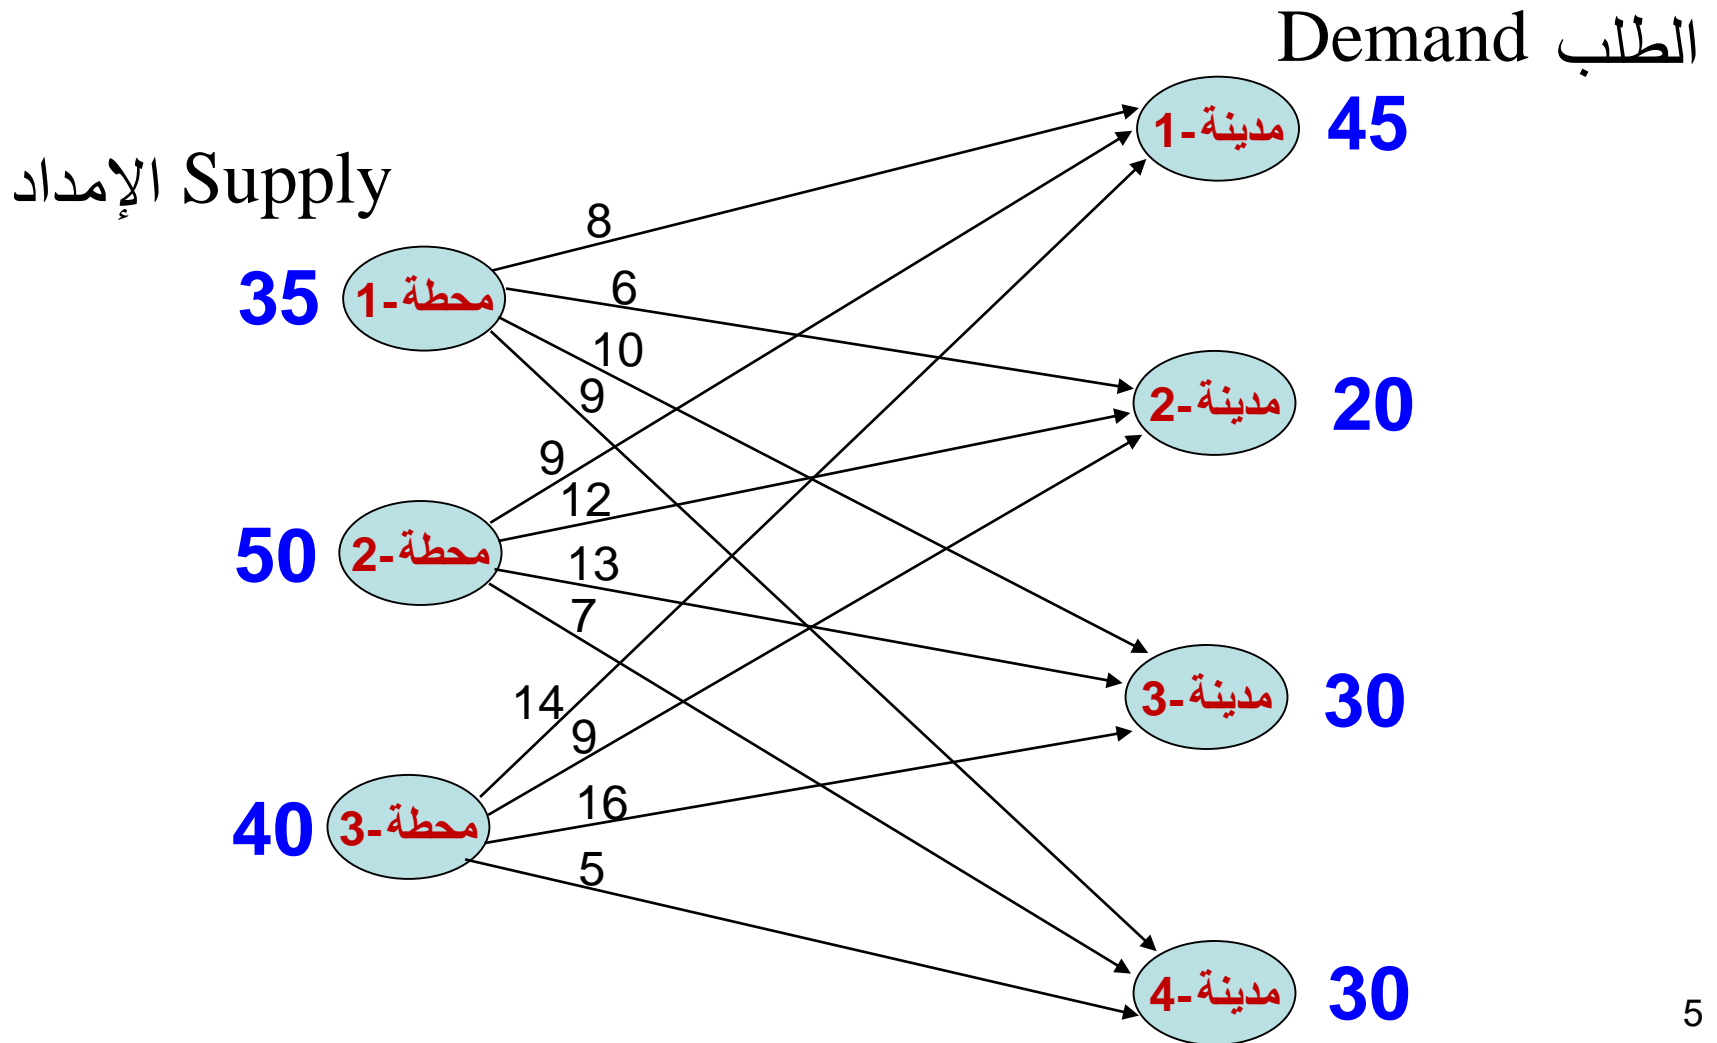 الطلب Demand
مدينة-1 45
الإمداد Supply
8
35 محطة-1
6
10
9
مدينة-2 20
9
12
50 محطة-2
13
7
مدينة-3 30
14
9
16
40 محطة-3
5
مدينة-4 30
5